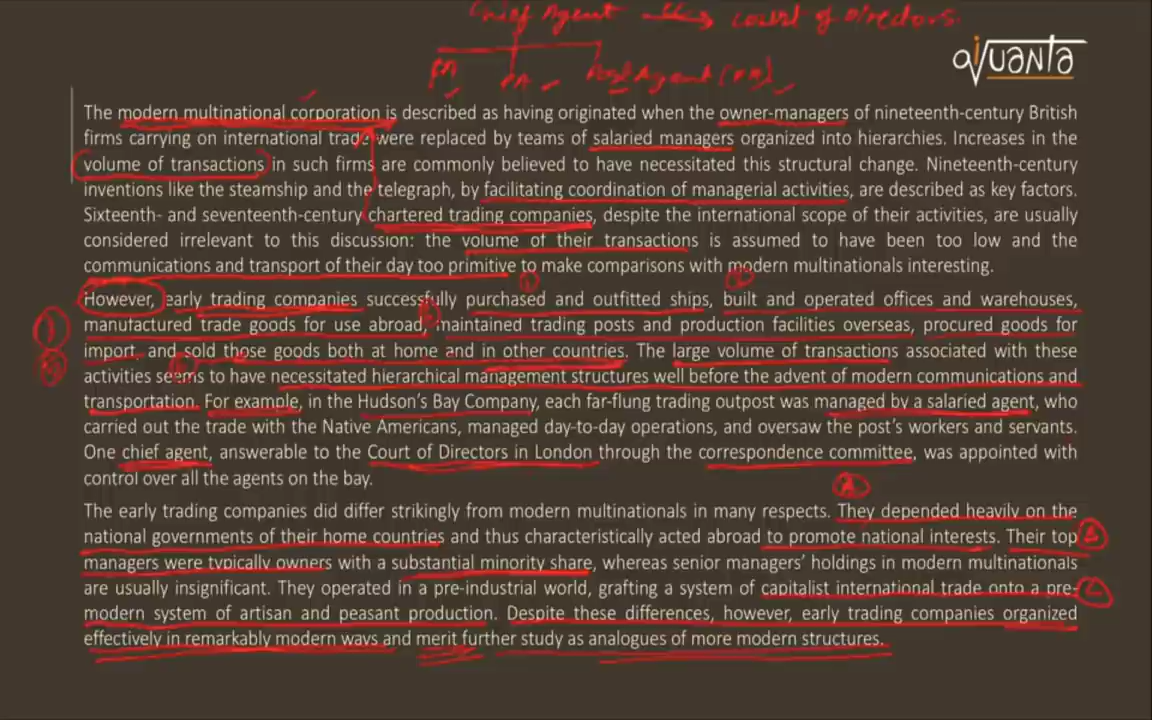 Chief Agent court of Directors.
Post Agent
QUANTA
The modern multinational corporation is described as having originated when the owner-managers of nineteenth-century British
firms carrying on international trade were replaced by teams of salaried managers organized into hierarchies. Increases in the
volume of transactions in such firms are commonly believed to have necessitated this structural change. Nineteenth-century
inventions like the steamship and the telegraph, by facilitating coordination of managerial activities, are described as key factors.
Sixteenth- and seventeenth-century chartered trading companies, despite the international scope of their activities, are usually
considered irrelevant to this discussion: the volume of their transactions is assumed to have been too low and the
communications and transport of their day too primitive to make comparisons with modern multinationals interesting.
However, early trading companies successfully purchased and outfitted ships, built and operated offices and warehouses,
manufactured trade goods for use abroad, maintained trading posts and production facilities overseas, procured goods for
import, and sold those goods both at home and in other countries. The large volume of transactions associated with these
activities seems to have necessitated hierarchical management structures well before the advent of modern communications and
transportation. For example, in the Hudson's Bay Company, each far-flung trading outpost was managed by a salaried agent, who
carried out the trade with the Native Americans, managed day-to-day operations, and oversaw the post's workers and servants.
One chief agent, answerable to the Court of Directors in London through the correspondence committee, was appointed with
control over all the agents on the bay.
The early trading companies did differ strikingly from modern multinationals in many respects. They depended heavily on the
national governments of their home countries and thus characteristically acted abroad to promote national interests. Their top
managers were typically owners with a substantial minority share, whereas senior managers' holdings in modern multinationals
are usually insignificant. They operated in a pre-industrial world, grafting a system of capitalist international trade onto a pre-
modern system of artisan and peasant production. Despite these differences, however, early trading companies organized
effectively in remarkably modern ways and merit further study as analogues of more modern structures.